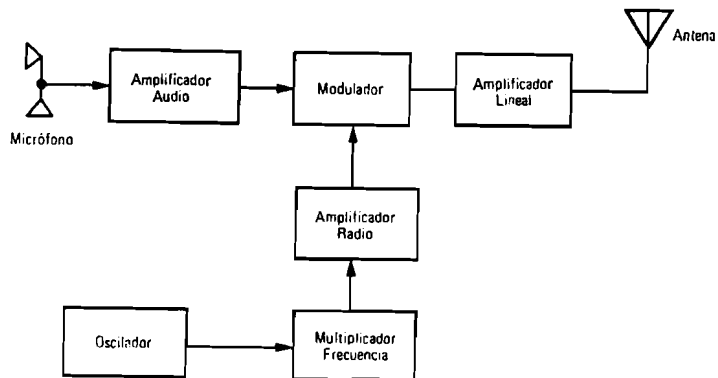 Antena
Amplificador
Audio
Modulador
Amplificador
Lineal
Micrófono
Amplificador
Radio
Oscilador
Multiplicador
Frecuencia